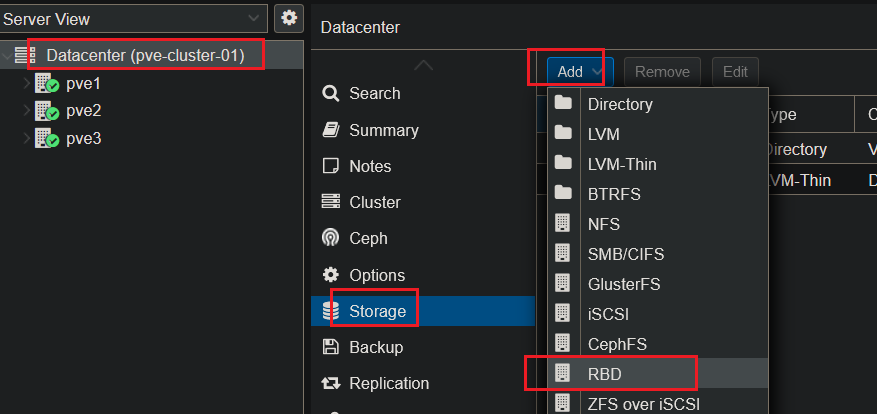 Server View
Datacenter (pve-cluster-01)
pve1
pve2
pve3
Datacenter
Search
Summary
Notes
Cluster
Ceph
Options
Storage
Backup
Replication
Add
Remove
Edit
Directory
LVM
LVM-Thin
BTRFS
NFS
SMB/CIFS
GlusterFS
iSCSI
CephFS
RBD
ZFS over iSCSI
ype
C
irectory
V
VM-Thin
D